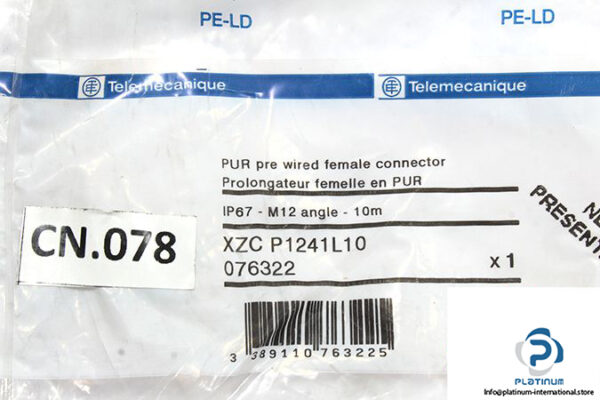 PE-LD
PE-LD
Telemecanique
Telemecanique
PUR pre wired female connector
Prolongateur femelle en PUR
IP67 - M12 angle - 10m
XZC P1241L10
076322
x 1
CN.078
3 389110 763225
PRESENT
PLATINUM
Info@platinum-international.store